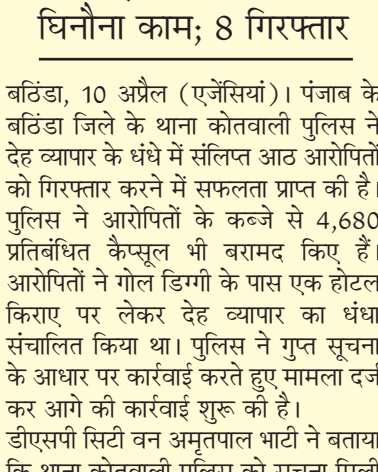 घिनौना काम; 8 गिरफ्तार
बठिंडा, 10 अप्रैल (एजेंसियां)। पंजाब के
बठिंडा जिले के थाना कोतवाली पुलिस ने
देह व्यापार के धंधे में संलिप्त आठ आरोपितों
को गिरफ्तार करने में सफलता प्राप्त की है।
पुलिस ने आरोपितों के कब्जे से 4,680
प्रतिबंधित कैप्सूल भी बरामद किए हैं।
आरोपितों ने गोल डिग्गी के पास एक होटल
किराए पर लेकर देह व्यापार का धंधा
संचालित किया था। पुलिस ने गुप्त सूचना
के आधार पर कार्रवाई करते हुए मामला दर्ज
कर आगे की कार्रवाई शुरू की है।
डीएसपी सिटी वन अमृतपाल भाटी ने बताया
कि थाना कोतवाली पुलिस को सूचना मिली